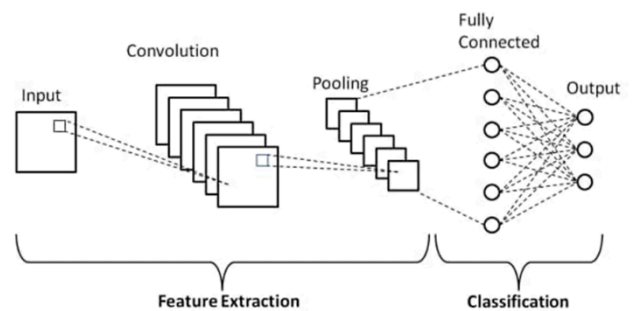 Input
Convolution
Pooling
Fully
Connected
Output
Feature Extraction
Classification